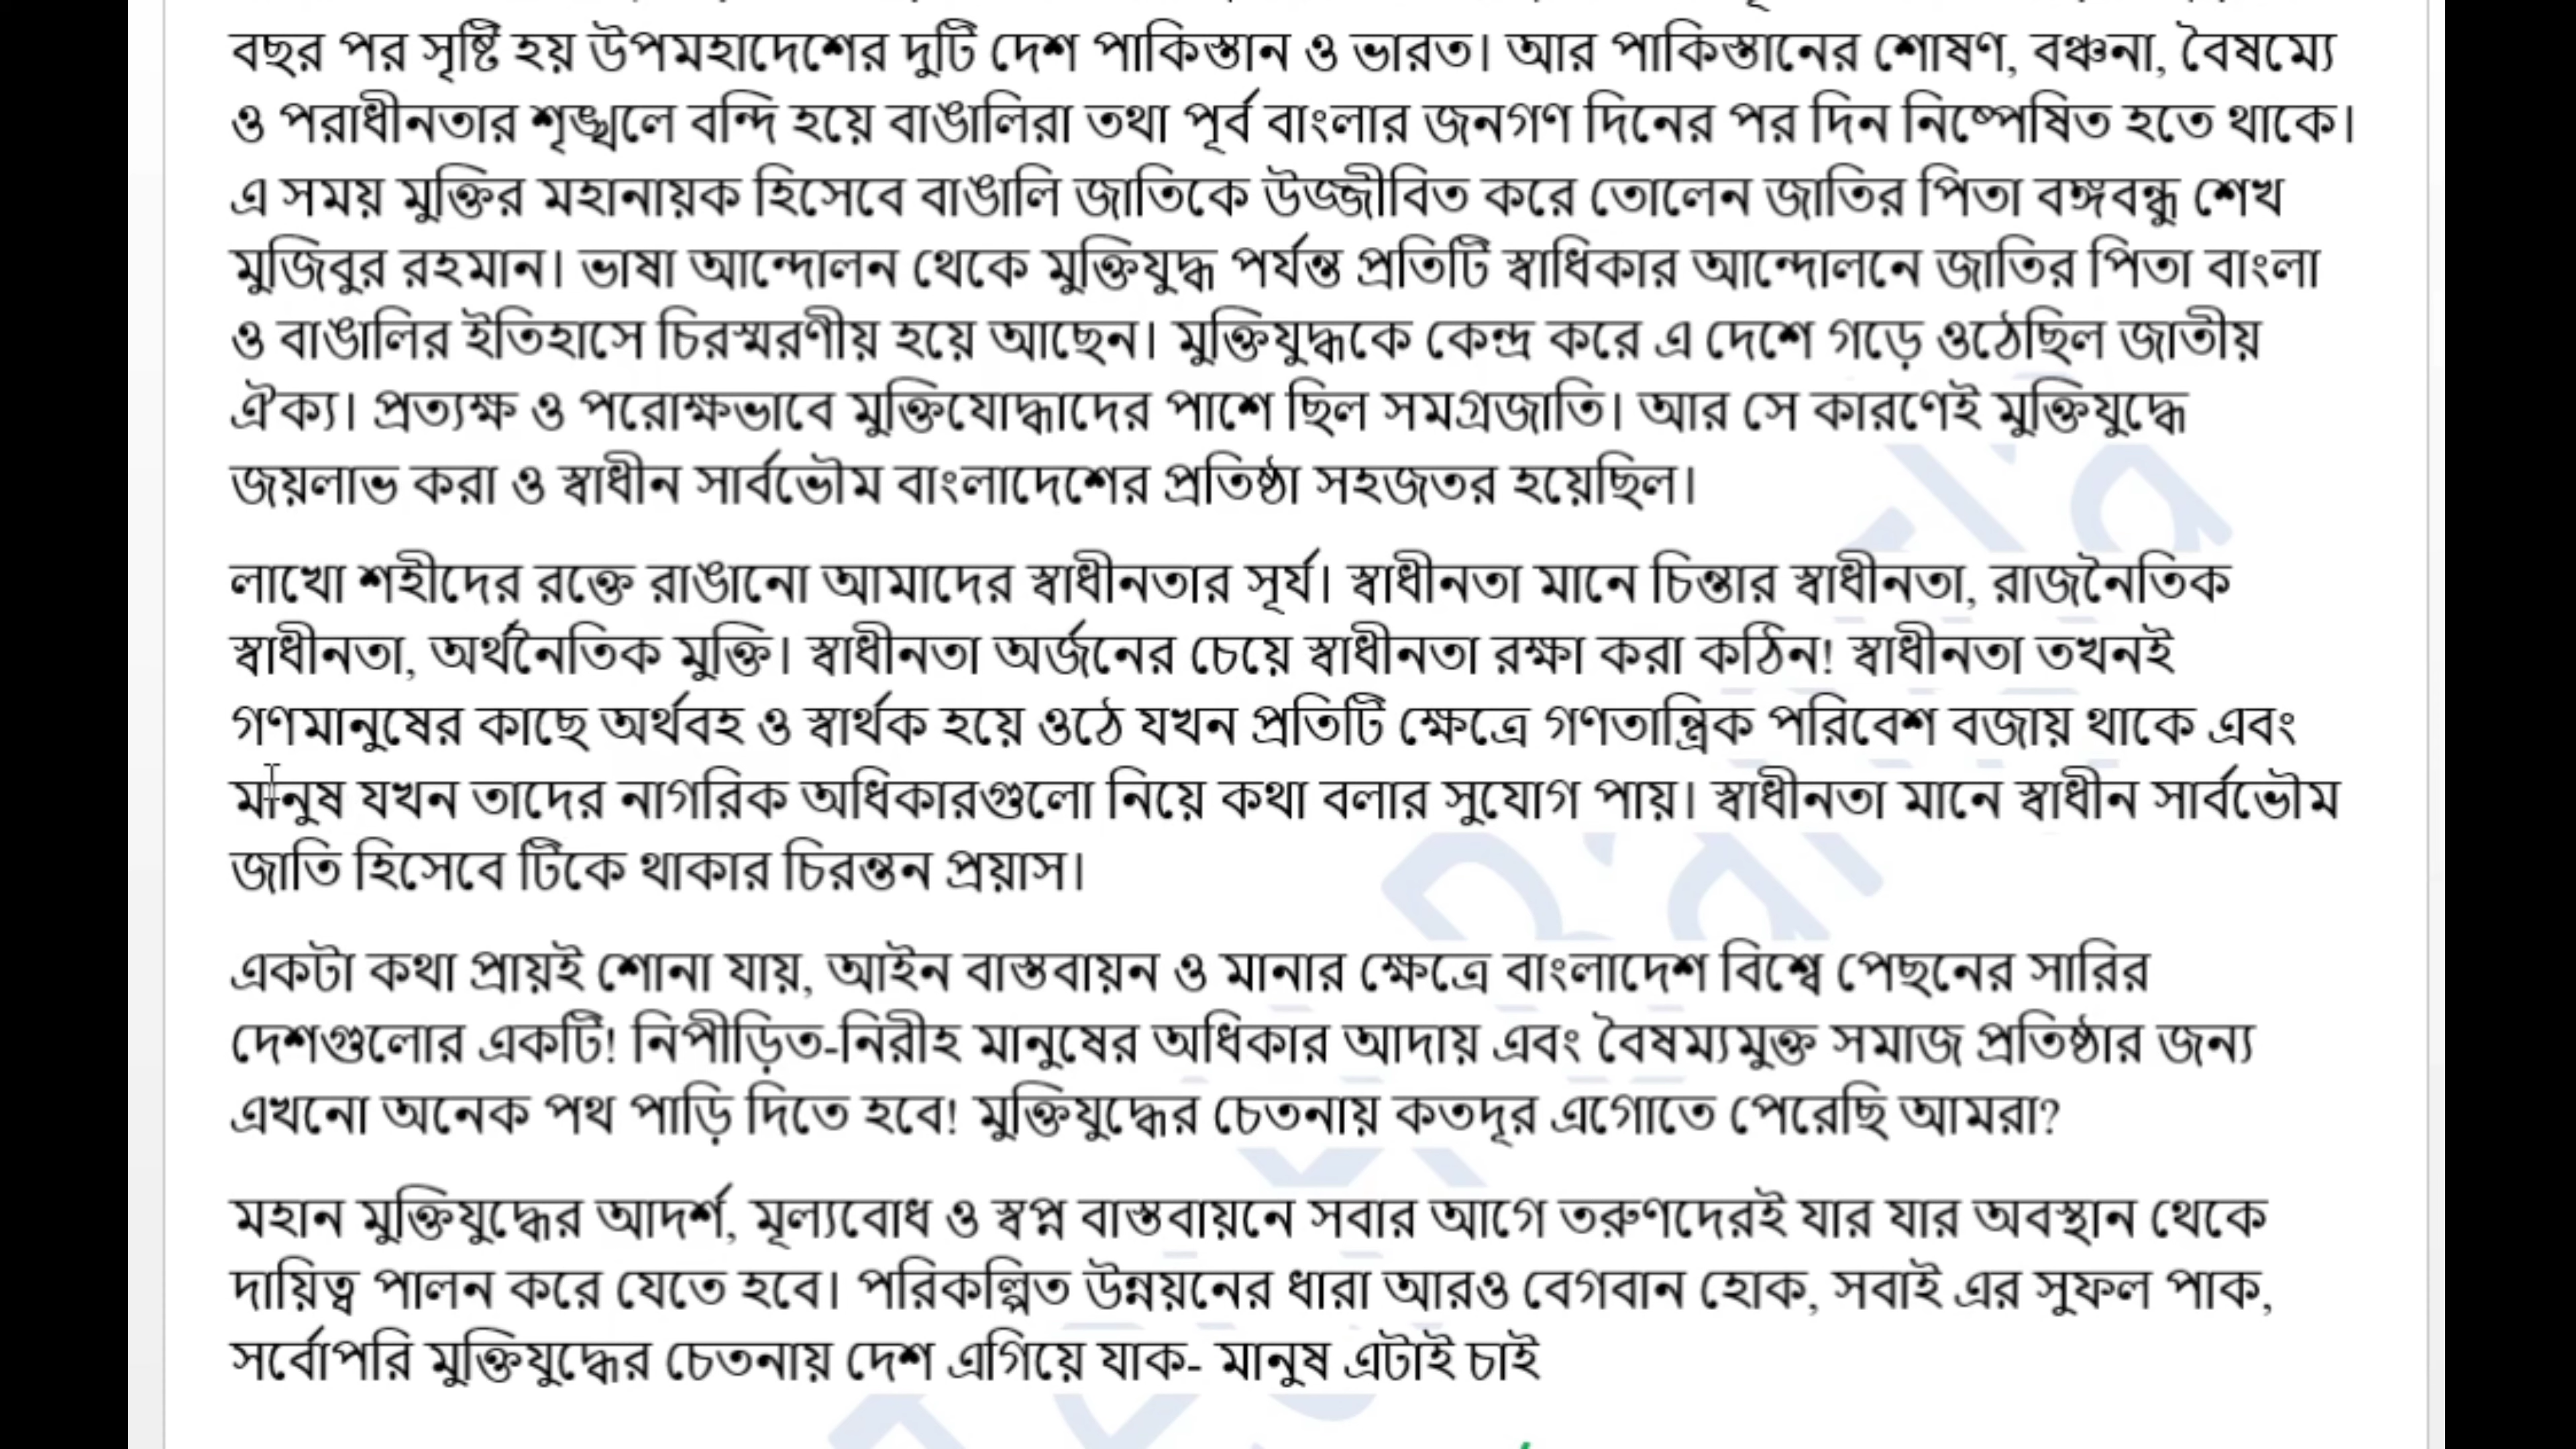 বছর পর সৃষ্টি হয় উপমহাদেশের দুটি দেশ পাকিস্তান ও ভারত। আর পাকিস্তানের শোষণ, বঞ্চনা, বৈষম্যে
ও পরাধীনতার শৃঙ্খলে বন্দি হয়ে বাঙালিরা তথা পূর্ব বাংলার জনগণ দিনের পর দিন নিষ্পেষিত হতে থাকে।
এ সময় মুক্তির মহানায়ক হিসেবে বাঙালি জাতিকে উজ্জীবিত করে তোলেন জাতির পিতা বঙ্গবন্ধু শেখ
মুজিবুর রহমান। ভাষা আন্দোলন থেকে মুক্তিযুদ্ধ পর্যন্ত প্রতিটি স্বাধিকার আন্দোলনে জাতির পিতা বাংলা
ও বাঙালির ইতিহাসে চিরস্মরণীয় হয়ে আছেন। মুক্তিযুদ্ধকে কেন্দ্র করে এ দেশে গড়ে ওঠেছিল জাতীয়
ঐক্য। প্রত্যক্ষ ও পরোক্ষভাবে মুক্তিযোদ্ধাদের পাশে ছিল সমগ্রজাতি। আর সে কারণেই মুক্তিযুদ্ধে
জয়লাভ করা ও স্বাধীন সার্বভৌম বাংলাদেশের প্রতিষ্ঠা সহজতর হয়েছিল।
লাখো শহীদের রক্তে রাঙানো আমাদের স্বাধীনতার সূর্য। স্বাধীনতা মানে চিন্তার স্বাধীনতা, রাজনৈতিক
স্বাধীনতা, অর্থনৈতিক মুক্তি। স্বাধীনতা অর্জনের চেয়ে স্বাধীনতা রক্ষা করা কঠিন! স্বাধীনতা তখনই
গণমানুষের কাছে অর্থবহ ও স্বার্থক হয়ে ওঠে যখন প্রতিটি ক্ষেত্রে গণতান্ত্রিক পরিবেশ বজায় থাকে এবং
মানুষ যখন তাদের নাগরিক অধিকারগুলো নিয়ে কথা বলার সুযোগ পায়। স্বাধীনতা মানে স্বাধীন সার্বভৌম
জাতি হিসেবে টিকে থাকার চিরন্তন প্রয়াস।
একটা কথা প্রায়ই শোনা যায়, আইন বাস্তবায়ন ও মানার ক্ষেত্রে বাংলাদেশ বিশ্বে পেছনের সারির
দেশগুলোর একটি! নিপীড়িত-নিরীহ মানুষের অধিকার আদায় এবং বৈষম্যমুক্ত সমাজ প্রতিষ্ঠার জন্য
এখনো অনেক পথ পাড়ি দিতে হবে! মুক্তিযুদ্ধের চেতনায় কতদূর এগোতে পেরেছি আমরা?
মহান মুক্তিযুদ্ধের আদর্শ, মূল্যবোধ ও স্বপ্ন বাস্তবায়নে সবার আগে তরুণদেরই যার যার অবস্থান থেকে
দায়িত্ব পালন করে যেতে হবে। পরিকল্পিত উন্নয়নের ধারা আরও বেগবান হোক, সবাই এর সুফল পাক,
সর্বোপরি মুক্তিযুদ্ধের চেতনায় দেশ এগিয়ে যাক- মানুষ এটাই চাই